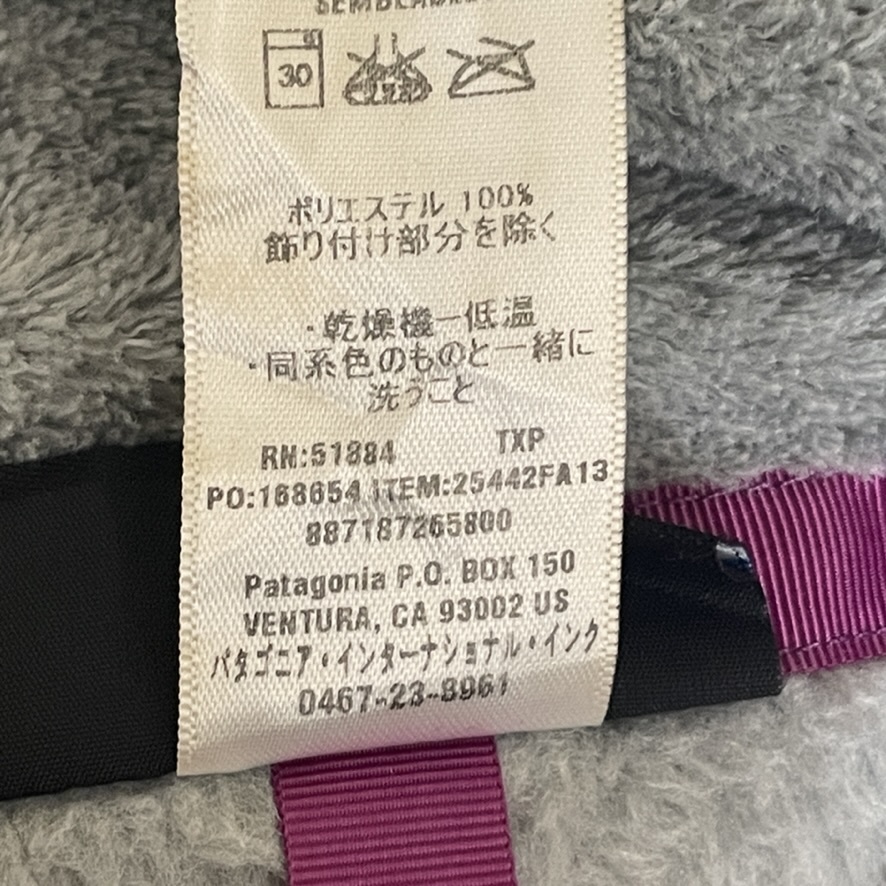 30
ポリエステル 100%
飾り付け部分を除く
・乾燥機ー低温
・同系色のものと一緒に
洗うこと
RN:51884 TXP
PO:168654 ITEM:25442FA13
887187265800
Patagonia P.O. BOX 150
VENTURA, CA 93002 US
パタゴニア・インターナショナル・インク
0467-23-8961